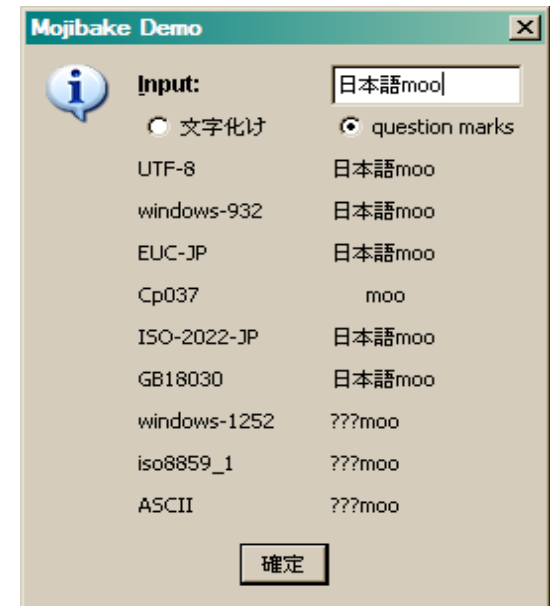 Mojibake Demo
Input: 日本語moo
文字化け question marks
UTF-8 日本語moo
windows-932 日本語moo
EUC-JP 日本語moo
Cp037 moo
ISO-2022-JP 日本語moo
GB18030 日本語moo
windows-1252 ???moo
iso8859_1 ???moo
ASCII ???moo
確定